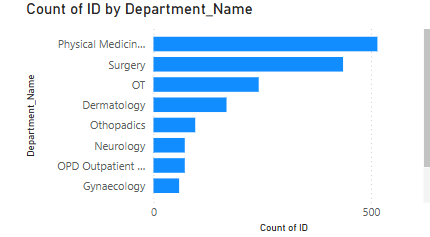 Count of ID by Department_Name
Department_Name
Physical Medicin...
Surgery
OT
Dermatology
Othopadics
Neurology
OPD Outpatient ...
Gynaecology
0 500
Count of ID